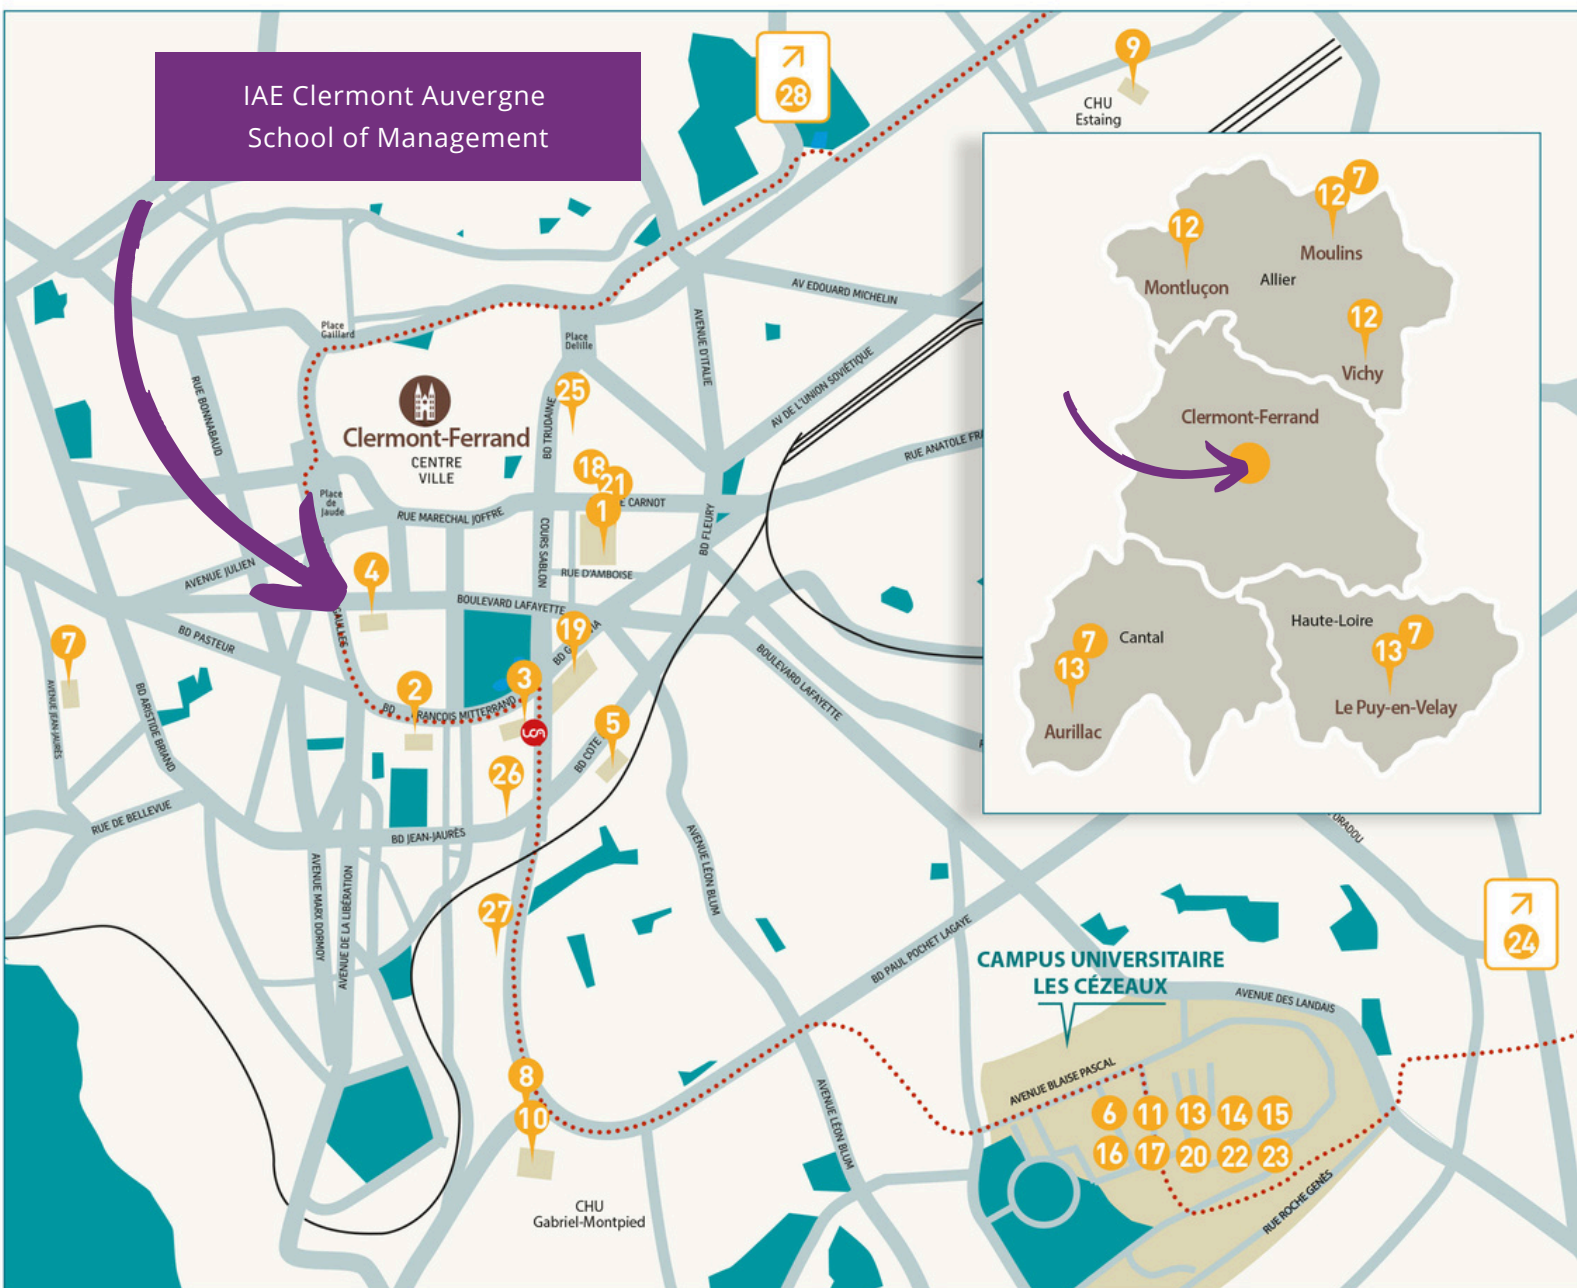 IAE Clermont Auvergne
School of Management
28
9
CHU
Estaing
Place
Gaillard
Place
Delille
AV EDOUARD MICHELIN
AVENUE D'ITALIE
AV DE L'UNION SOVIÉTIQUE
RUE BONNABAUD
Clermont-Ferrand
CENTRE
VILLE
25
BD TRUDAINE
18
21
1
CARNOT
RUE ANATOLE
Place
de
Jaude
RUE MARECHAL JOFFRE
COURS SABLON
BD FLEURY
RUE D'AMBOISE
AVENUE JULIEN
4
BOULEVARD LAFAYETTE
19
BD
7
BD PASTEUR
AVENUE JEAN-JAURÈS
BD ARISTIDE BRIAND
2
3
BD
MITTERRAND
UCA
5
BD COTE
BOULEVARD LAFAYETTE
26
RUE DE BELLEVUE
BD JEAN-JAURÈS
AVENUE MARX DORMOY
AVENUE DE LA LIBÉRATION
AVENUE LÉON BLUM
27
BD PAUL POCHET LAGAYE
8
10
CHU
Gabriel-Montpied
AVENUE LÉON BLUM
CAMPUS UNIVERSITAIRE
LES CÉZEAUX
AVENUE DES LANDAIS
AVENUE BLAISE PASCAL
6 11 13 14 15
16 17 20 22 23
RUE ROCHE GENÈS
24
12
Montluçon
12
7
Moulins
Allier
12
Vichy
Clermont-Ferrand
7
13
Cantal
Aurillac
Haute-Loire
7
13
Le Puy-en-Velay